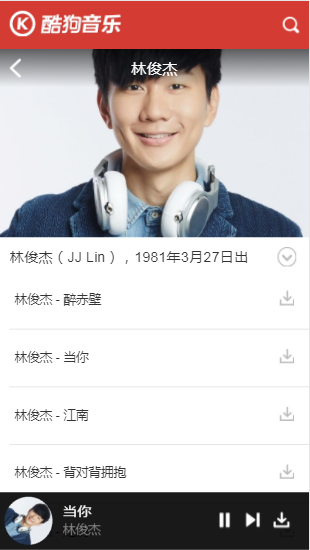 酷狗音乐
林俊杰
林俊杰（JJ Lin），1981年3月27日出
林俊杰 - 醉赤壁
林俊杰 - 当你
林俊杰 - 江南
林俊杰 - 背对背拥抱
当你
林俊杰